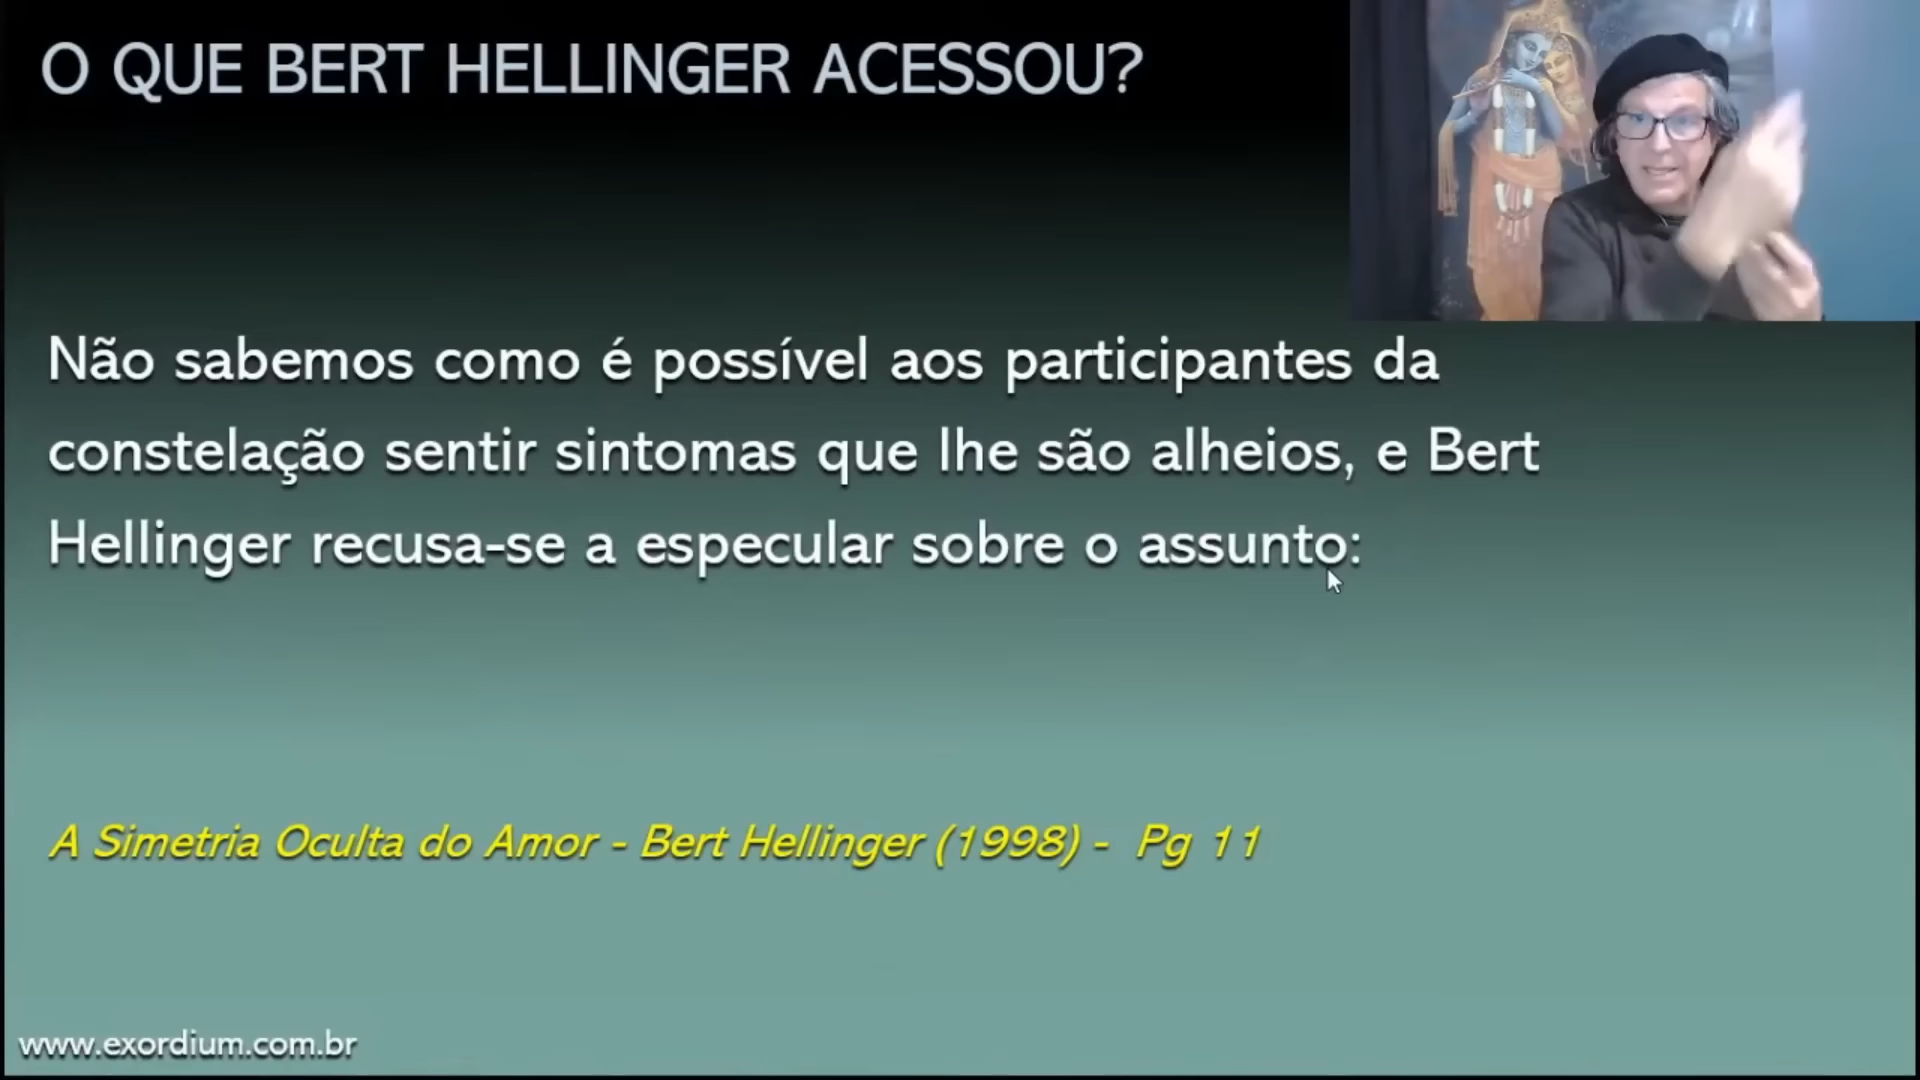 O QUE BERT HELLINGER ACESSOU?
Não sabemos como é possível aos participantes da
constelação sentir sintomas que lhe são alheios, e Bert
Hellinger recusa-se a especular sobre o assunto:
A Simetria Oculta do Amor - Bert Hellinger (1998) - Pg 11
www.exordium.com.br